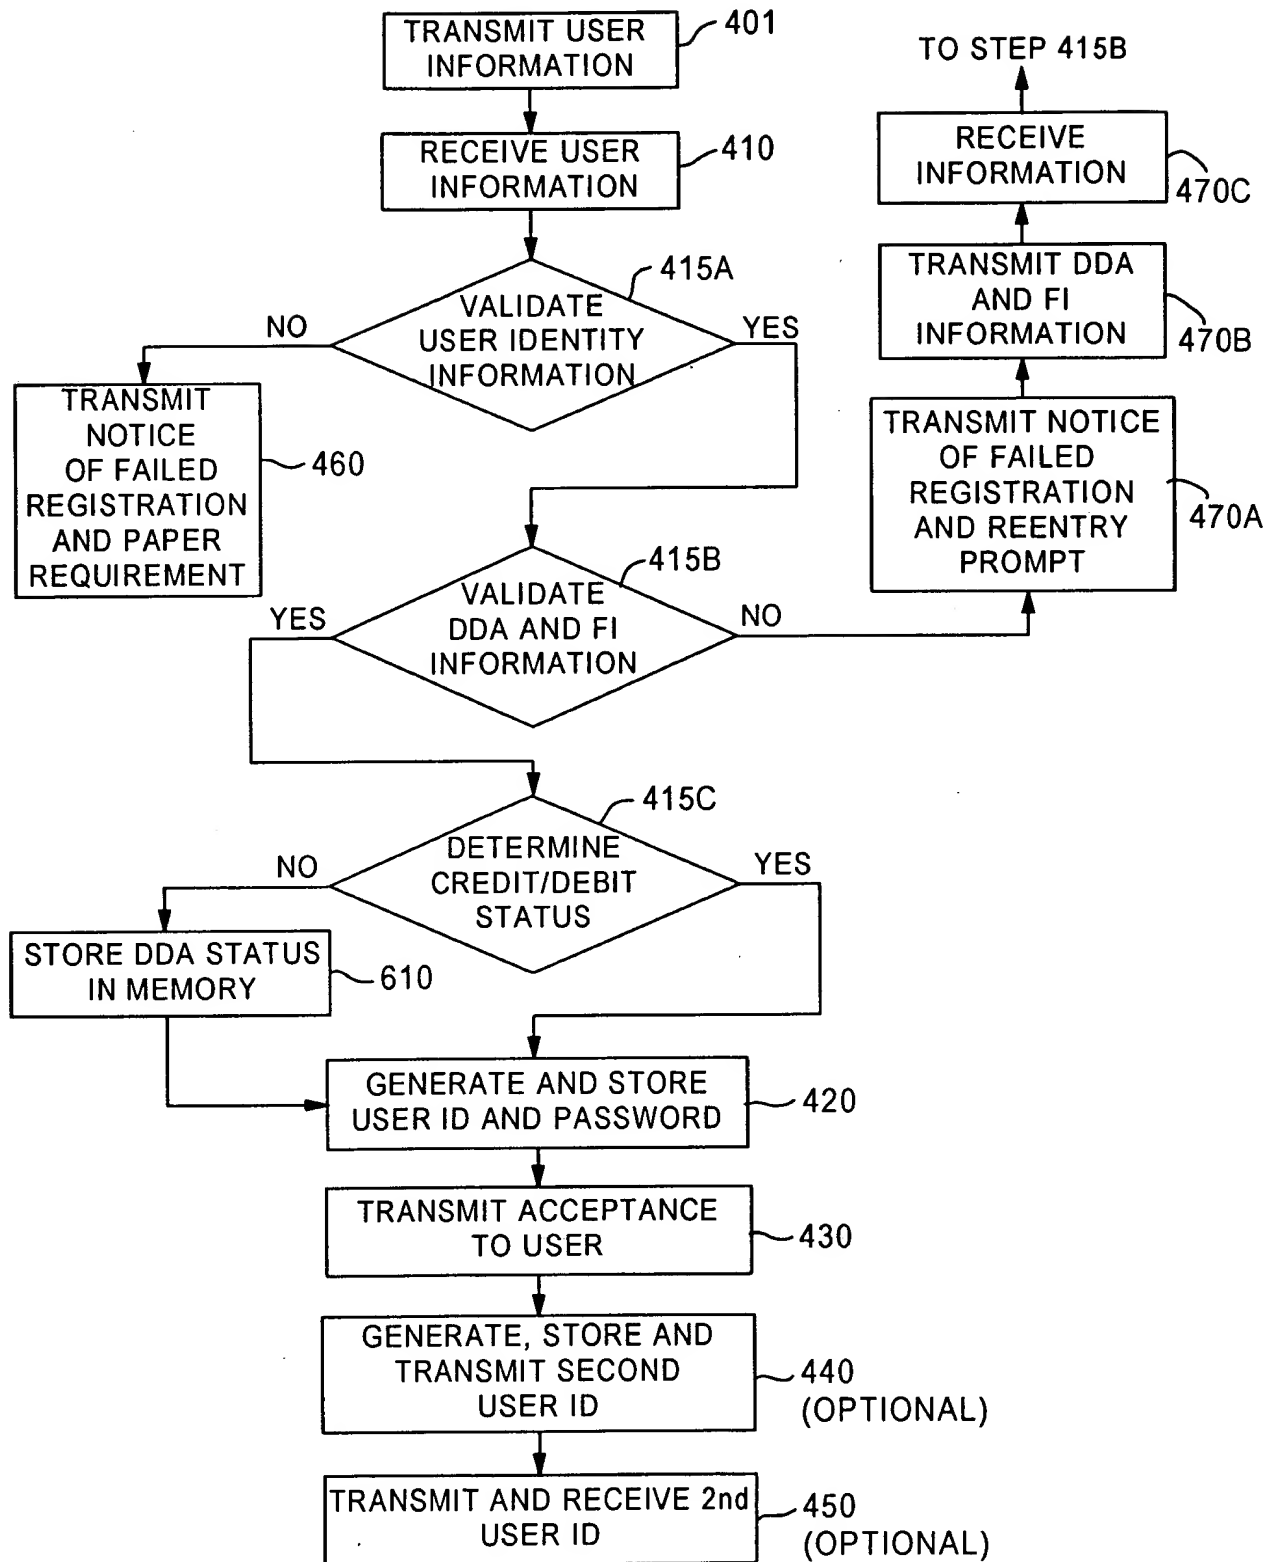 TRANSMIT USER
INFORMATION
401
RECEIVE USER
INFORMATION
410
VALIDATE
USER IDENTITY
INFORMATION
415A
NO
YES
TRANSMIT
NOTICE
OF FAILED
REGISTRATION
AND PAPER
REQUIREMENT
460
VALIDATE
DDA AND FI
INFORMATION
415B
YES
NO
TO STEP 415B
RECEIVE
INFORMATION
470C
TRANSMIT DDA
AND FI
INFORMATION
470B
TRANSMIT NOTICE
OF FAILED
REGISTRATION
AND REENTRY
PROMPT
470A
DETERMINE
CREDIT/DEBIT
STATUS
415C
NO
YES
STORE DDA STATUS
IN MEMORY
610
GENERATE AND STORE
USER ID AND PASSWORD
420
TRANSMIT ACCEPTANCE
TO USER
430
GENERATE, STORE AND
TRANSMIT SECOND
USER ID
440
(OPTIONAL)
TRANSMIT AND RECEIVE 2nd
USER ID
450
(OPTIONAL)